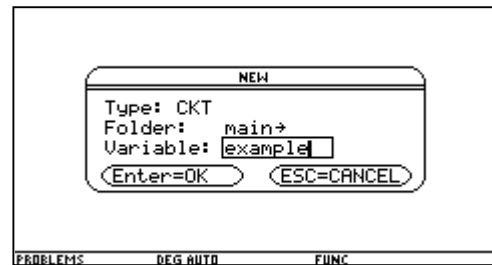 NEW
Type: CKT
Folder: main→
Variable: example
Enter=OK ESC=CANCEL
PROBLEMS DEG AUTO FUNC